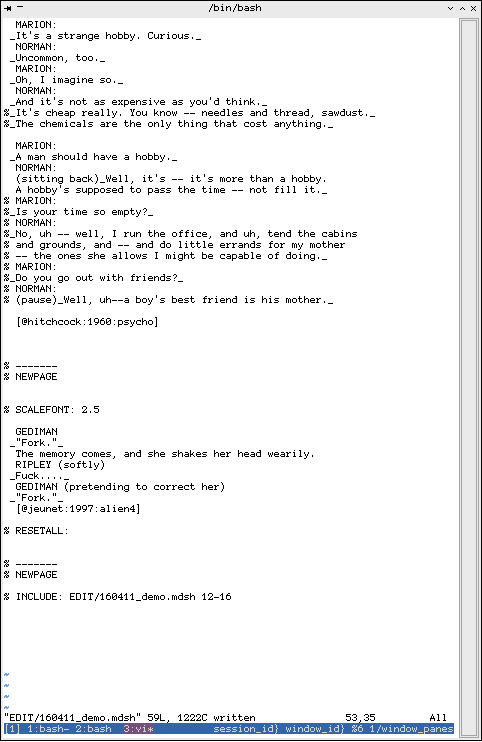 /bin/bash
MARION:
_It's a strange hobby. Curious._
NORMAN:
_Uncommon, too._
MARION:
_Oh, I imagine so._
NORMAN:
_And it's not as expensive as you'd think._
%_It's cheap really. You know -- needles and thread, sawdust._
%_The chemicals are the only thing that cost anything._
MARION:
_A man should have a hobby._
NORMAN:
(sitting back)_Well, it's -- it's more than a hobby.
A hobby's supposed to pass the time -- not fill it._
% MARION:
%_Is your time so empty?_
% NORMAN:
%_No, uh -- well, I run the office, and uh, tend the cabins
% and grounds, and -- and do little errands for my mother
% -- the ones she allows I might be capable of doing._
% MARION:
%_Do you go out with friends?_
% NORMAN:
% (pause)_Well, uh--a boy's best friend is his mother._
[@hitchcock:1960:psycho]
% -------
% NEWPAGE
% SCALEFONT: 2.5
GEDIMAN
_"Fork."_
The memory comes, and she shakes her head wearily.
RIPLEY (softly)
_Fuck...._
GEDIMAN (pretending to correct her)
_"Fork."_
[@jeunet:1997:alien4]
% RESETALL:
% -------
% NEWPAGE
% INCLUDE: EDIT/160411_demo.mdsh 12-16
~
~
~
~
"EDIT/160411_demo.mdsh" 59L, 1222C written 53,35 All
[1] 1:bash- 2:bash 3:vi* session_id} window_id} %6 1/window_panes